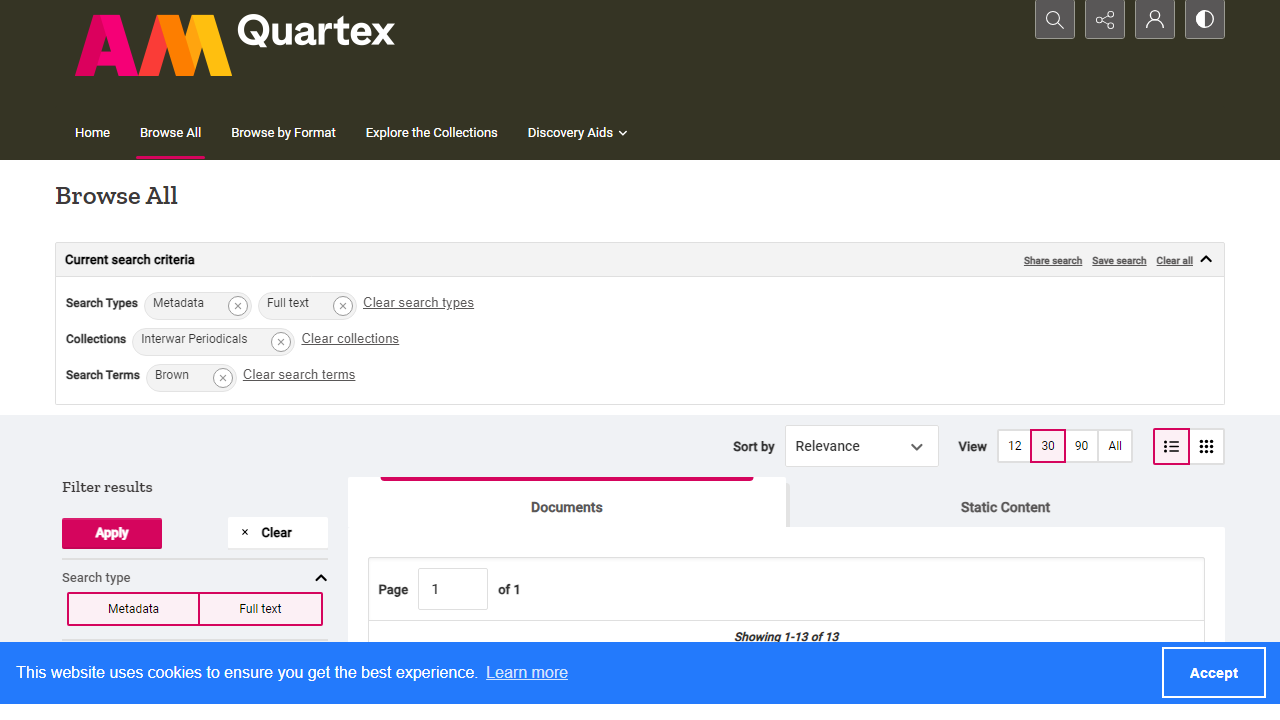 AM Quartex
Home Browse All Browse by Format Explore the Collections Discovery Aids
Browse All
Current search criteria Share search Save search Clear all
Search Types Metadata Full text Clear search types
Collections Interwar Periodicals Clear collections
Search Terms Brown Clear search terms
Sort by Relevance View 12 30 90 All
Filter results
Documents Static Content
Apply × Clear
Search type
Page 1 of 1
Metadata Full text
Showing 1-13 of 13
This website uses cookies to ensure you get the best experience. Learn more Accept